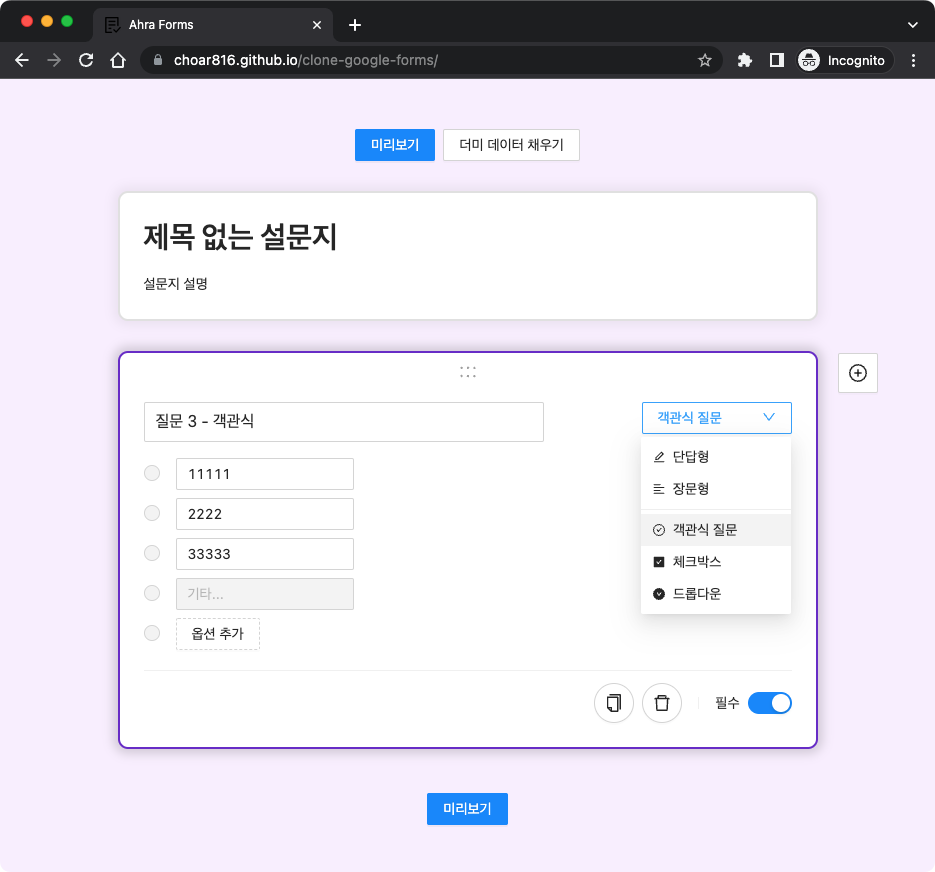 Ahra Forms
choar816.github.io/clone-google-forms/
Incognito
미리보기
더미 데이터 채우기
제목 없는 설문지
설문지 설명
질문 3 - 객관식
객관식 질문
단답형
장문형
객관식 질문
체크박스
드롭다운
11111
2222
33333
기타...
옵션 추가
필수
미리보기